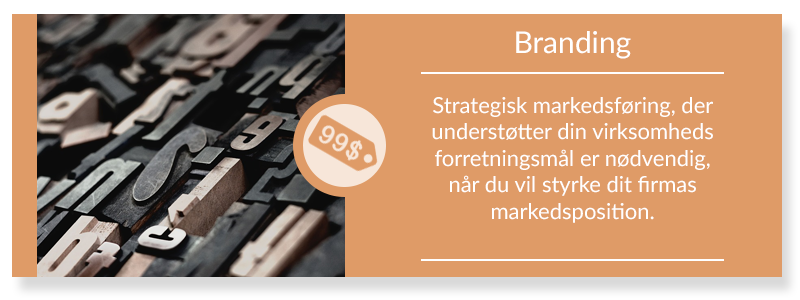 Branding
Strategisk markedsføring, der
understøtter din virksomheds
forretningsmål er nødvendig,
når du vil styrke dit firmas
markedsposition.
99$